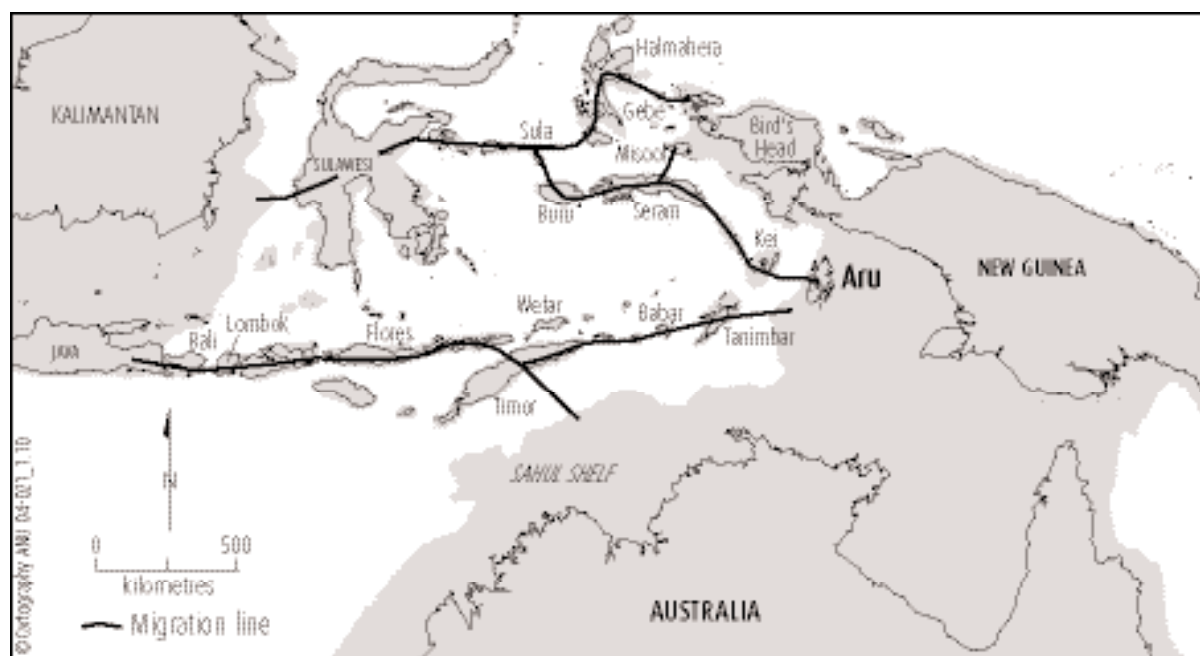 Halmahera
KALIMANTAN
Gebe
Bird's
Head
Sula
Misool
SULAWESI
Buru
Seram
Kei
NEW GUINEA
Aru
Wetar
Babar
Tanimbar
Lombok
Bali
Flores
JAVA
Timor
N
SAHUL SHELF
0 500
kilometres
Migration line
AUSTRALIA
© Cartography ANU 04-021_1.10